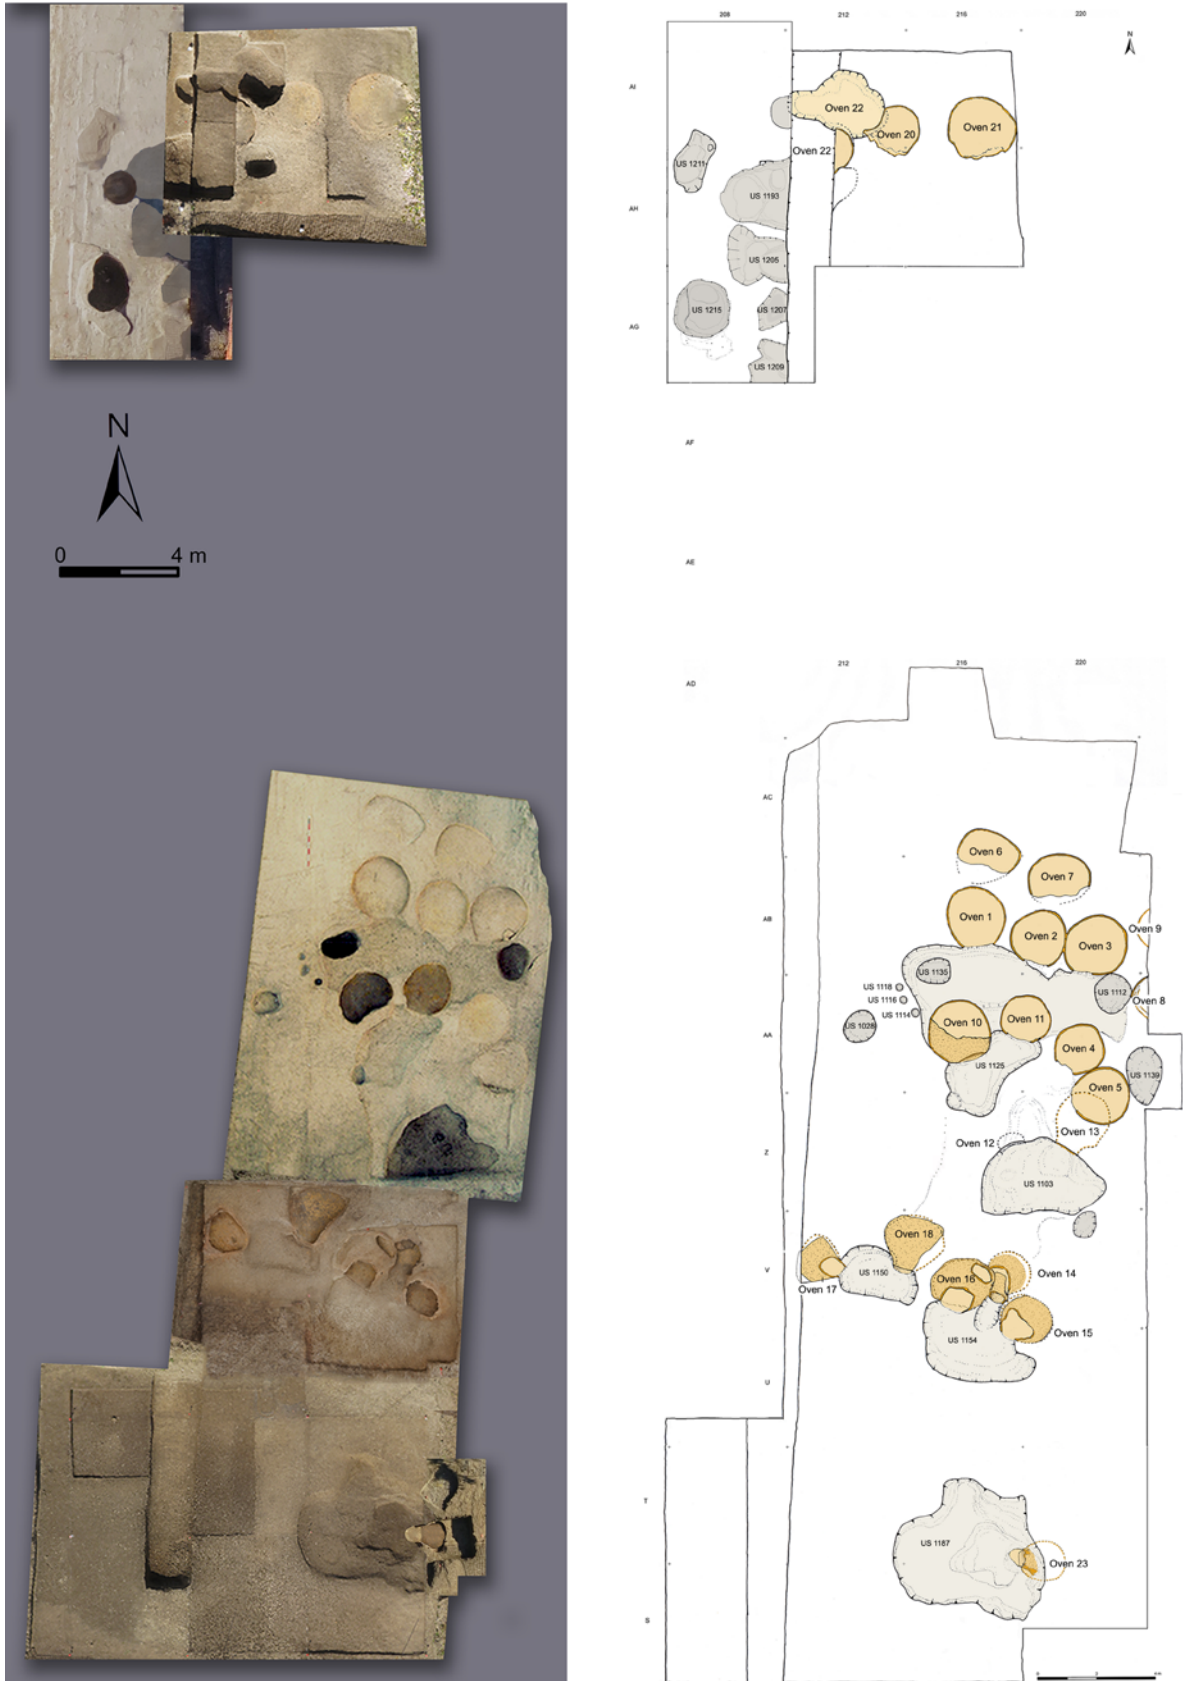 N
0 4 m
208 212 216 220
N
AI
Oven 22
Oven 20
Oven 21
Oven 22
US 1211
US 1193
AH
US 1205
US 1215
US 1207
AG
US 1209
AF
AE
212 216 220
AD
AC
Oven 6
Oven 7
Oven 1
AB
Oven 2
Oven 3
Oven 9
US 1135
US 1118
US 1112
US 1116
Oven 8
US 1114
Oven 10
Oven 11
US 1028
AA
Oven 4
US 1125
US 1139
Oven 5
Oven 13
Oven 12
Z
US 1103
Oven 18
V
US 1150
Oven 14
Oven 16
Oven 17
Oven 15
US 1154
U
T
US 1187
Oven 23
S